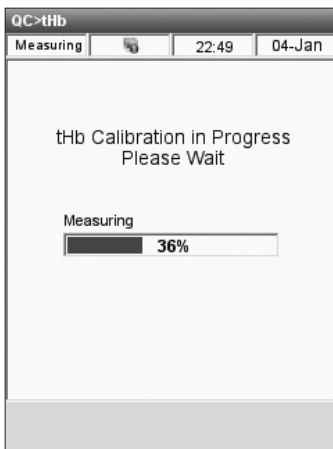 QC>tHb
Measuring 22:49 04-Jan
tHb Calibration in Progress
Please Wait
Measuring
36%